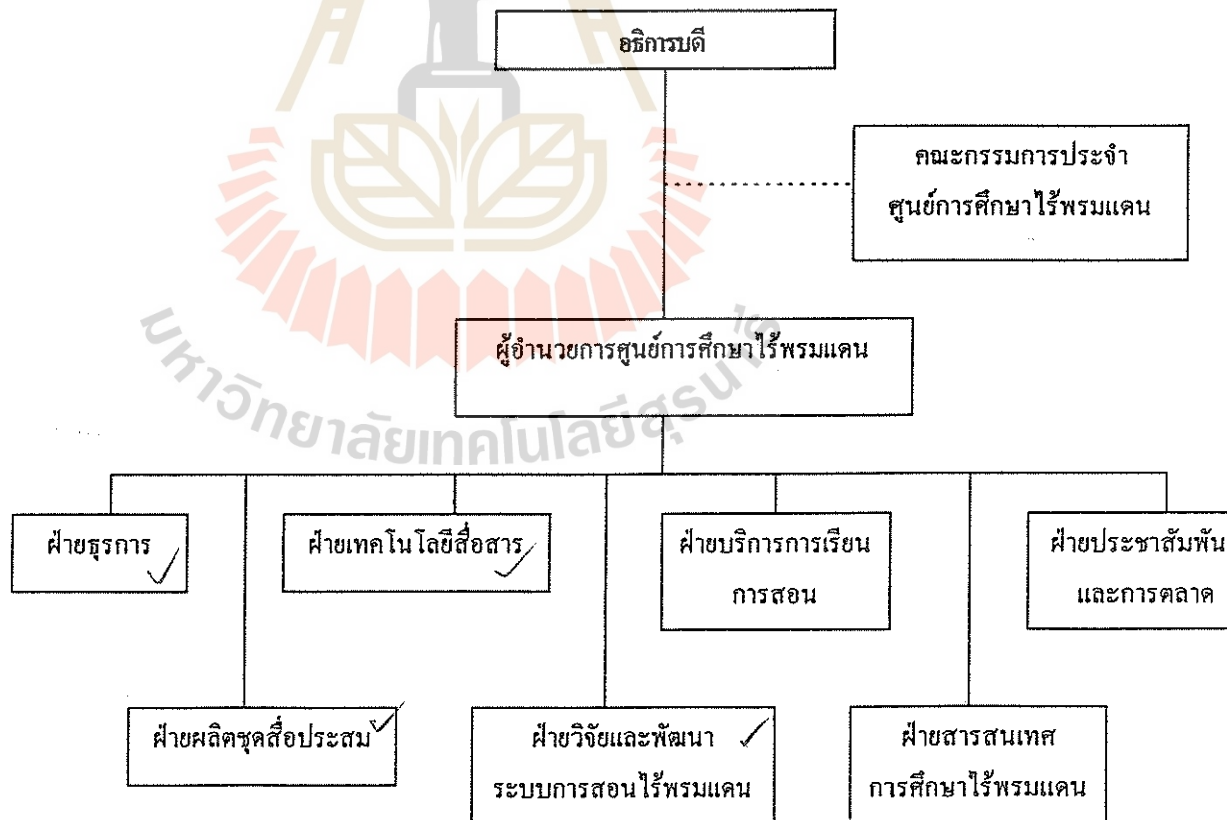 อธิการบดี
คณะกรรมการประจำ
ศูนย์การศึกษาไร้พรมแดน
ผู้อำนวยการศูนย์การศึกษาไร้พรมแดน
มหาวิทยาลัยเทคโนโลยีสุรนารี
ฝ่ายธุรการ
ฝ่ายเทคโนโลยีสื่อสาร
ฝ่ายบริการการเรียน
การสอน
ฝ่ายประชาสัมพัน
และการตลาด
ฝ่ายผลิตชุดสื่อประสม
ฝ่ายวิจัยและพัฒนา
ระบบการสอนไร้พรมแดน
ฝ่ายสารสนเทศ
การศึกษาไร้พรมแดน